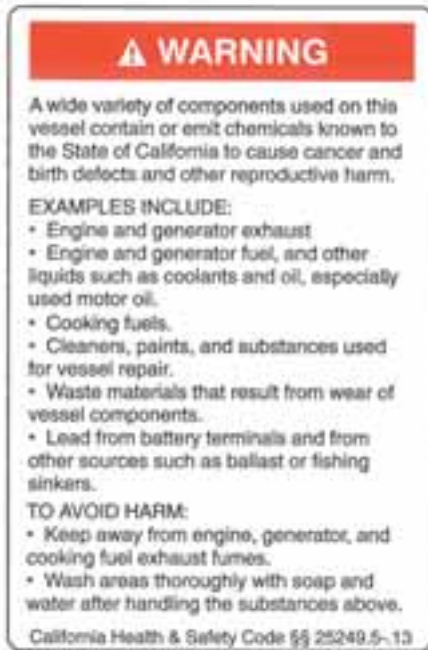 WARNING
A wide variety of components used on this
vessel contain or emit chemicals known to
the State of California to cause cancer and
birth defects and other reproductive harm.
EXAMPLES INCLUDE:
• Engine and generator exhaust
• Engine and generator fuel, and other
liquids such as coolants and oil, especially
used motor oil.
• Cooking fuels.
• Cleaners, paints, and substances used
for vessel repair.
• Waste materials that result from wear of
vessel components.
• Lead from battery terminals and from
other sources such as ballast or fishing
sinkers.
TO AVOID HARM:
• Keep away from engine, generator, and
cooking fuel exhaust fumes.
• Wash areas thoroughly with soap and
water after handling the substances above.
California Health & Safety Code §§ 25249.5-.13